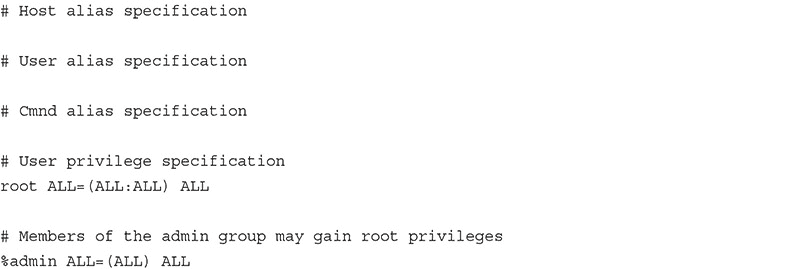 # Host alias specification
# User alias specification
# Cmnd alias specification
# User privilege specification
root ALL=(ALL:ALL) ALL
# Members of the admin group may gain root privileges
%admin ALL=(ALL) ALL